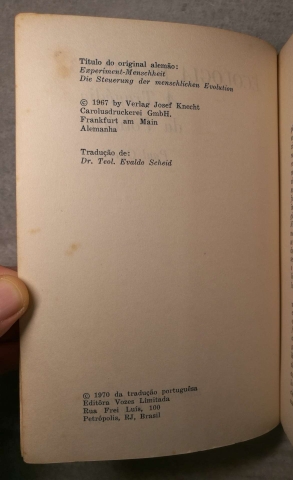 Título do original alemão:
Experiment-Menschheit
Die Steuerung der menschlichen Evolution
© 1967 by Verlag Josef Knecht
Carolusdruckerei GmbH.
Frankfurt am Main
Alemanha
Tradução de:
Dr. Teol. Evaldo Scheid
© 1970 da tradução portuguêsa
Editôra Vozes Limitada
Rua Frei Luís, 100
Petrópolis, RJ, Brasil